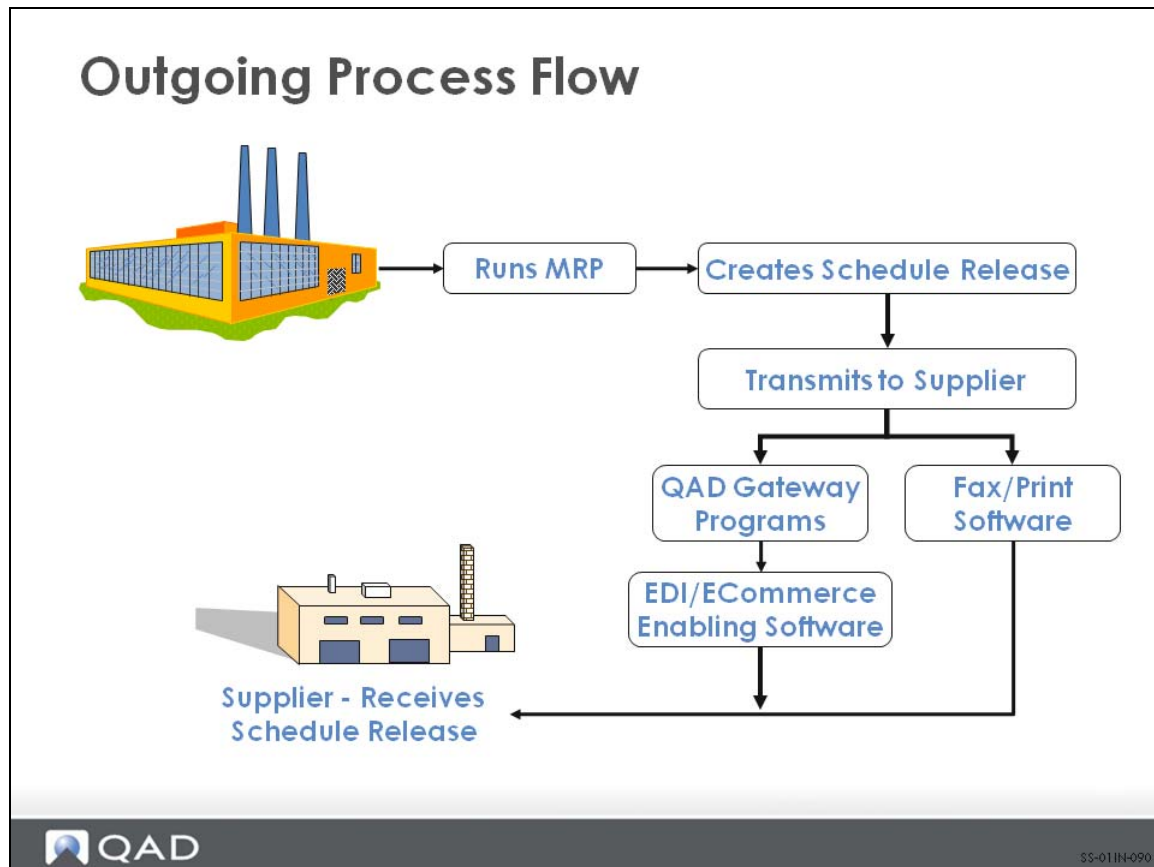 Outgoing Process Flow
Runs MRP
Creates Schedule Release
Transmits to Supplier
QAD Gateway
Programs
Fax/Print
Software
EDI/ECommerce
Enabling Software
Supplier - Receives
Schedule Release
QAD
SS-01IN-090